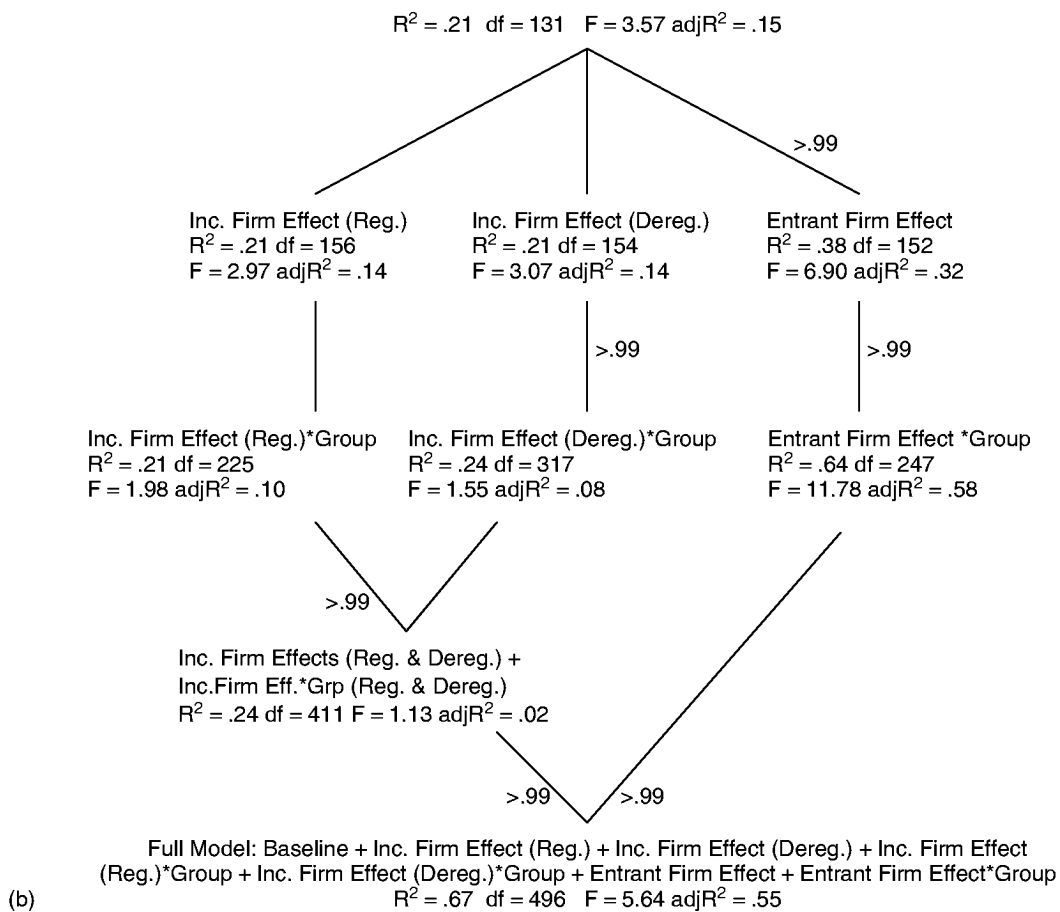 R² = .21 df = 131 F = 3.57 adjR² = .15
>.99
Inc. Firm Effect (Reg.)
R² = .21 df = 156
F = 2.97 adjR² = .14
Inc. Firm Effect (Dereg.)
R² = .21 df = 154
F = 3.07 adjR² = .14
Entrant Firm Effect
R² = .38 df = 152
F = 6.90 adjR² = .32
>.99
>.99
Inc. Firm Effect (Reg.)*Group
R² = .21 df = 225
F = 1.98 adjR² = .10
Inc. Firm Effect (Dereg.)*Group
R² = .24 df = 317
F = 1.55 adjR² = .08
Entrant Firm Effect *Group
R² = .64 df = 247
F = 11.78 adjR² = .58
>.99
Inc. Firm Effects (Reg. & Dereg.) +
Inc.Firm Eff.*Grp (Reg. & Dereg.)
R² = .24 df = 411 F = 1.13 adjR² = .02
>.99
>.99
Full Model: Baseline + Inc. Firm Effect (Reg.) + Inc. Firm Effect (Dereg.) + Inc. Firm Effect
(Reg.)*Group + Inc. Firm Effect (Dereg.)*Group + Entrant Firm Effect + Entrant Firm Effect*Group
(b) R² = .67 df = 496 F = 5.64 adjR² = .55